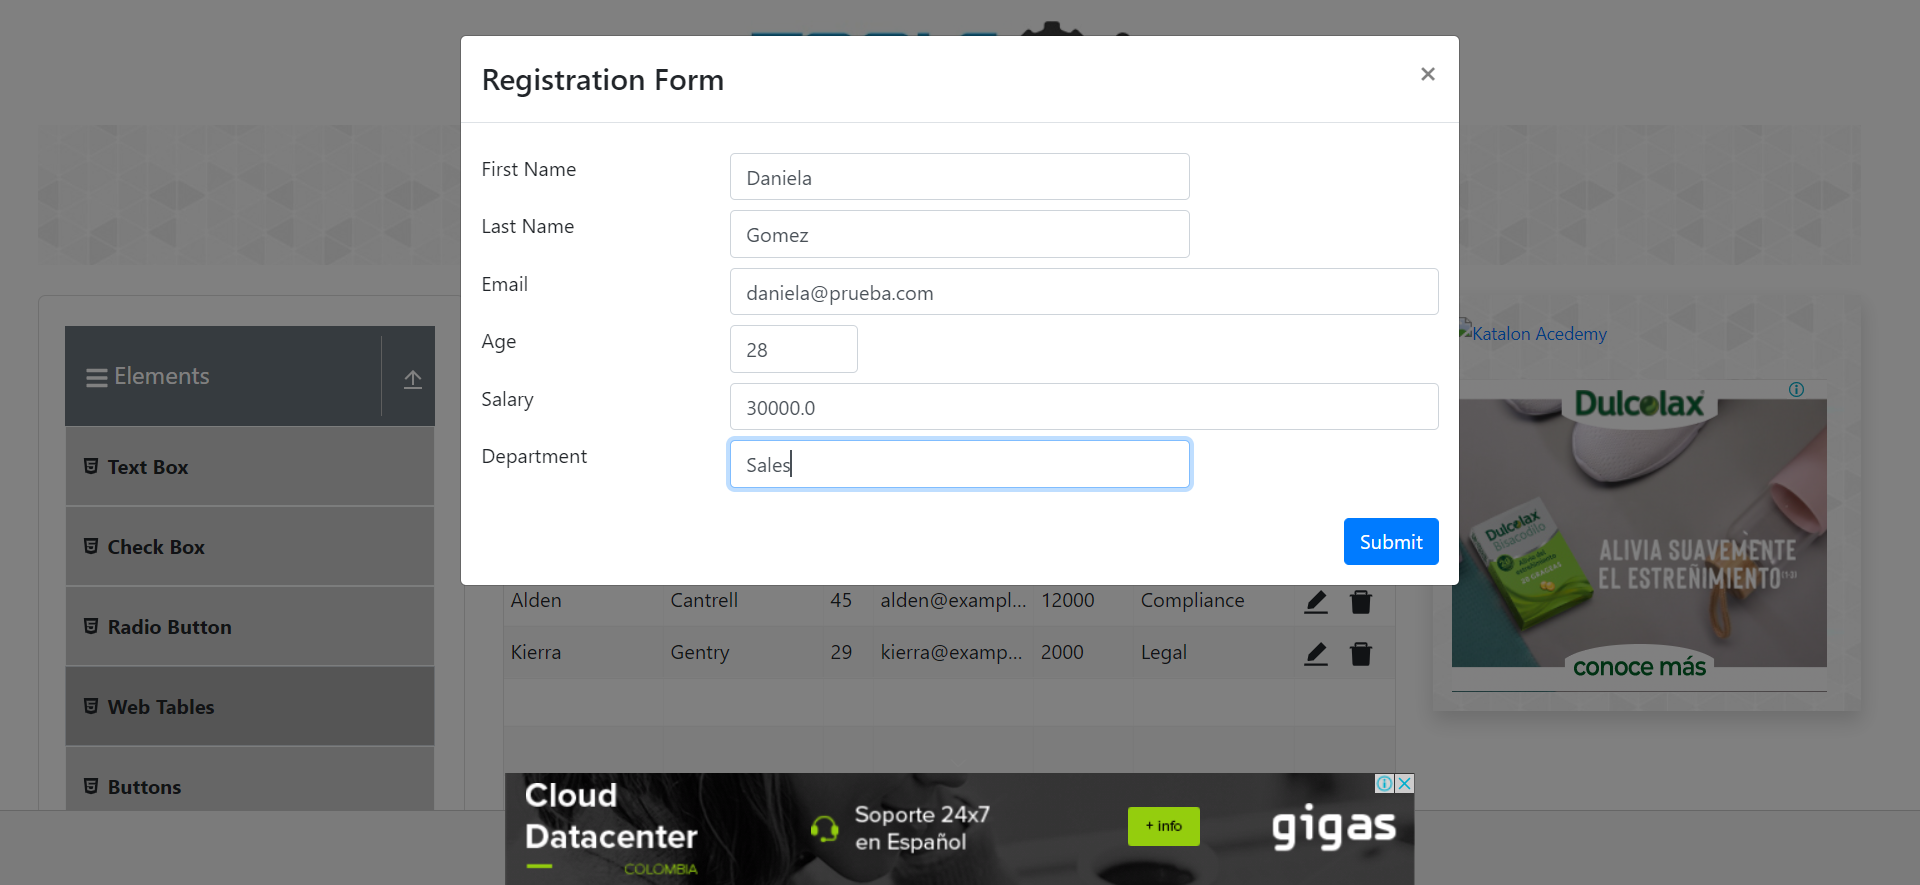 Registration Form
×
First Name
Daniela
Last Name
Gomez
Email
daniela@prueba.com
Age
28
Salary
30000.0
Department
Sales
Submit
Elements
Text Box
Check Box
Radio Button
Web Tables
Buttons
Alden Cantrell 45 alden@exampl... 12000 Compliance
Kierra Gentry 29 kierra@examp... 2000 Legal
Katalon Acedemy
Dulcolax
Dulcolax
Bisacodilo
ALIVIA SUAVEMENTE
EL ESTREÑIMIENTO
conoce más
Cloud
Datacenter
COLOMBIA
Soporte 24x7
en Español
+ info
gigas